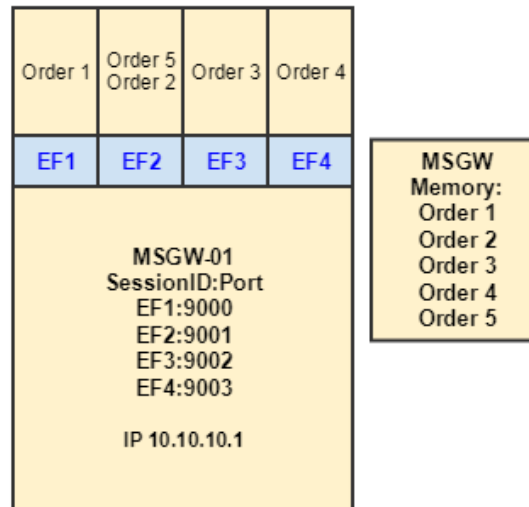 Order 1
Order 5
Order 2
Order 3
Order 4
EF1
EF2
EF3
EF4
MSGW-01
SessionID:Port
EF1:9000
EF2:9001
EF3:9002
EF4:9003
IP 10.10.10.1
MSGW
Memory:
Order 1
Order 2
Order 3
Order 4
Order 5